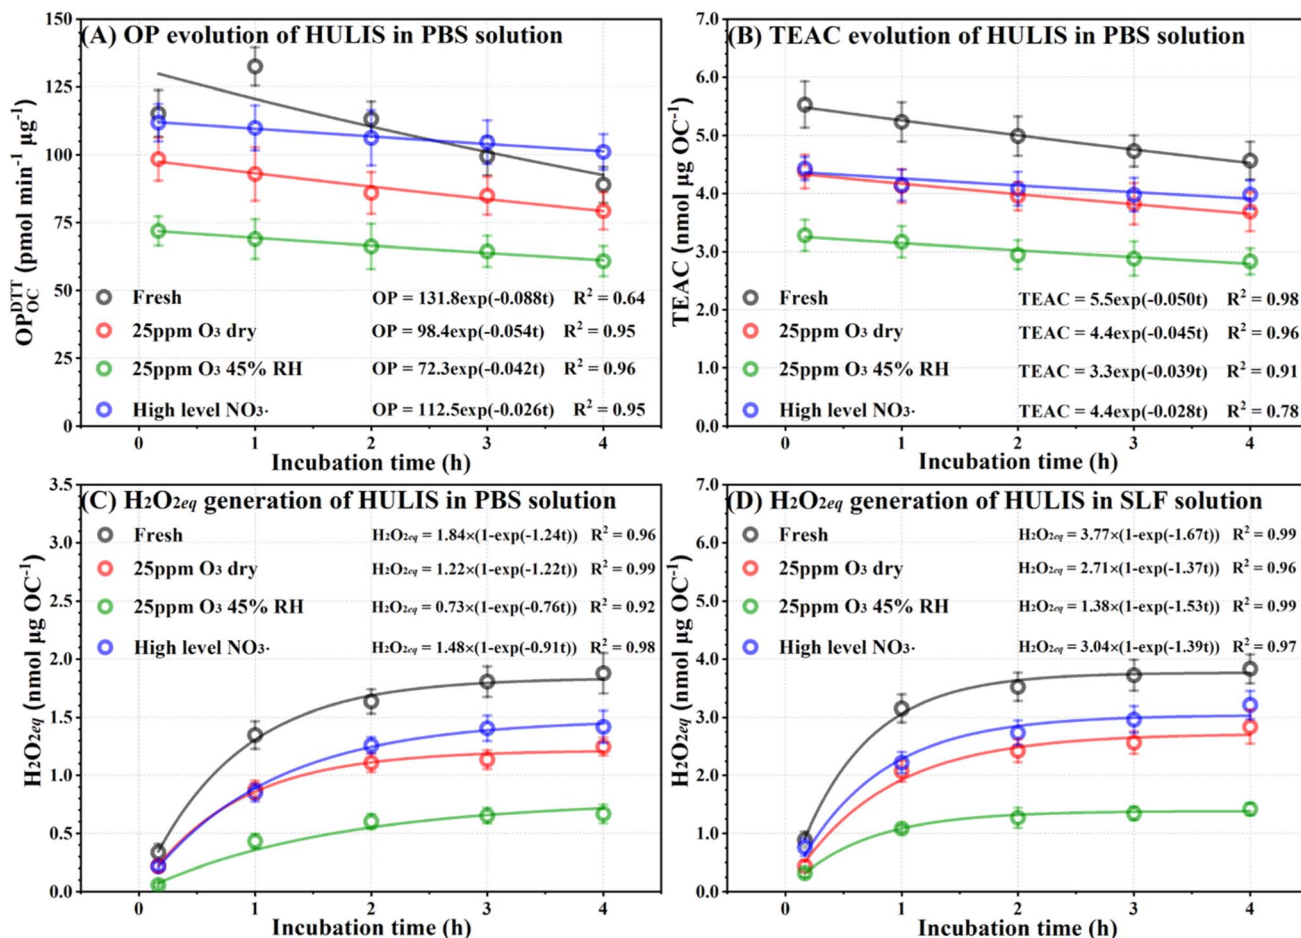 (A) OP evolution of HULIS in PBS solution
150
125
100
75
50
25
0
OP_OC^DTT (pmol min⁻¹ µg⁻¹)
Fresh OP = 131.8exp(-0.088t) R² = 0.64
25ppm O₃ dry OP = 98.4exp(-0.054t) R² = 0.95
25ppm O₃ 45% RH OP = 72.3exp(-0.042t) R² = 0.96
High level NO₃· OP = 112.5exp(-0.026t) R² = 0.95
0 1 2 3 4
Incubation time (h)
(B) TEAC evolution of HULIS in PBS solution
7.0
6.0
5.0
4.0
3.0
2.0
1.0
0.0
TEAC (nmol µg OC⁻¹)
Fresh TEAC = 5.5exp(-0.050t) R² = 0.98
25ppm O₃ dry TEAC = 4.4exp(-0.045t) R² = 0.96
25ppm O₃ 45% RH TEAC = 3.3exp(-0.039t) R² = 0.91
High level NO₃· TEAC = 4.4exp(-0.028t) R² = 0.78
0 1 2 3 4
Incubation time (h)
(C) H₂O₂eq generation of HULIS in PBS solution
3.5
3.0
2.5
2.0
1.5
1.0
0.5
0.0
H₂O₂eq (nmol µg OC⁻¹)
Fresh H₂O₂eq = 1.84×(1-exp(-1.24t)) R² = 0.96
25ppm O₃ dry H₂O₂eq = 1.22×(1-exp(-1.22t)) R² = 0.99
25ppm O₃ 45% RH H₂O₂eq = 0.73×(1-exp(-0.76t)) R² = 0.92
High level NO₃· H₂O₂eq = 1.48×(1-exp(-0.91t)) R² = 0.98
0 1 2 3 4
Incubation time (h)
(D) H₂O₂eq generation of HULIS in SLF solution
7.0
6.0
5.0
4.0
3.0
2.0
1.0
0.0
H₂O₂eq (nmol µg OC⁻¹)
Fresh H₂O₂eq = 3.77×(1-exp(-1.67t)) R² = 0.99
25ppm O₃ dry H₂O₂eq = 2.71×(1-exp(-1.37t)) R² = 0.96
25ppm O₃ 45% RH H₂O₂eq = 1.38×(1-exp(-1.53t)) R² = 0.99
High level NO₃· H₂O₂eq = 3.04×(1-exp(-1.39t)) R² = 0.97
0 1 2 3 4
Incubation time (h)